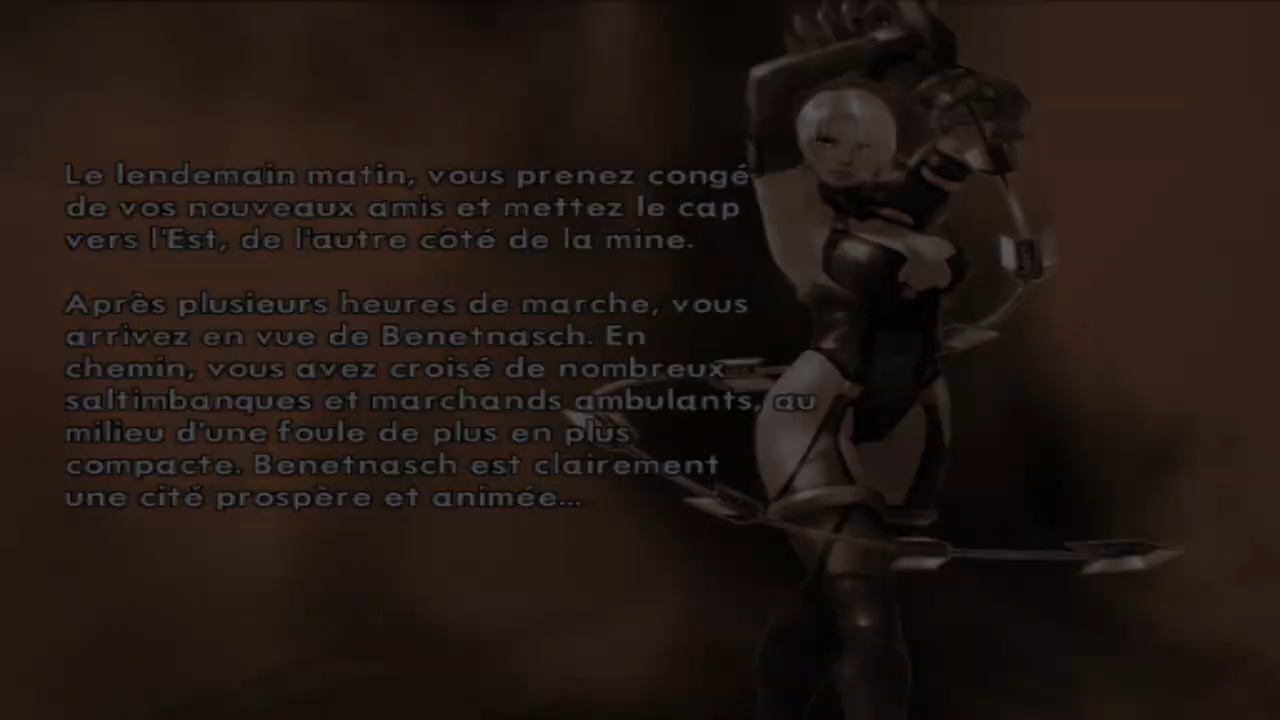 Le lendemain matin, vous prenez congé
de vos nouveaux amis et mettez le cap
vers l'Est, de l'autre côté de la mine.
Après plusieurs heures de marche, vous
arrivez en vue de Benetnasch. En
chemin, vous avez croisé de nombreux
saltimbanques et marchands ambulants, au
milieu d'une foule de plus en plus
compacte. Benetnasch est clairement
une cité prospère et animée...